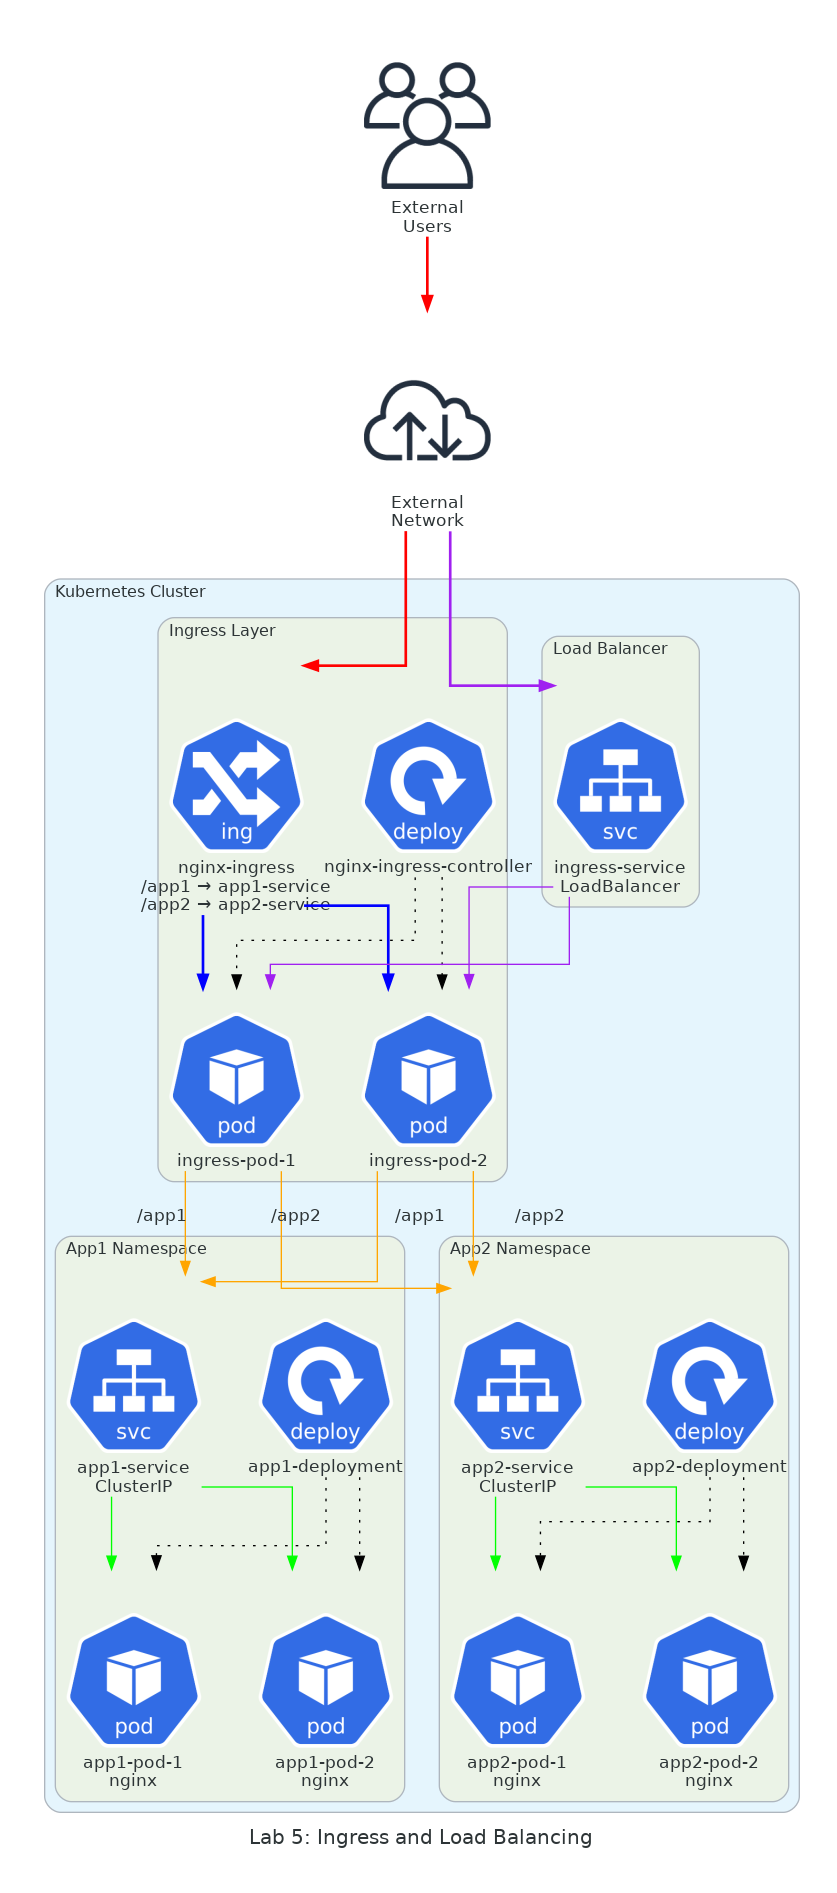 External
Users
External
Network
Kubernetes Cluster
Ingress Layer
Load Balancer
ing
deploy
svc
nginx-ingress
/app1 → app1-service
/app2 → app2-service
nginx-ingress-controller
ingress-service
LoadBalancer
pod
pod
ingress-pod-1
ingress-pod-2
/app1
/app2
/app1
/app2
App1 Namespace
App2 Namespace
svc
deploy
svc
deploy
app1-service
ClusterIP
app1-deployment
app2-service
ClusterIP
app2-deployment
pod
pod
pod
pod
app1-pod-1
nginx
app1-pod-2
nginx
app2-pod-1
nginx
app2-pod-2
nginx
Lab 5: Ingress and Load Balancing